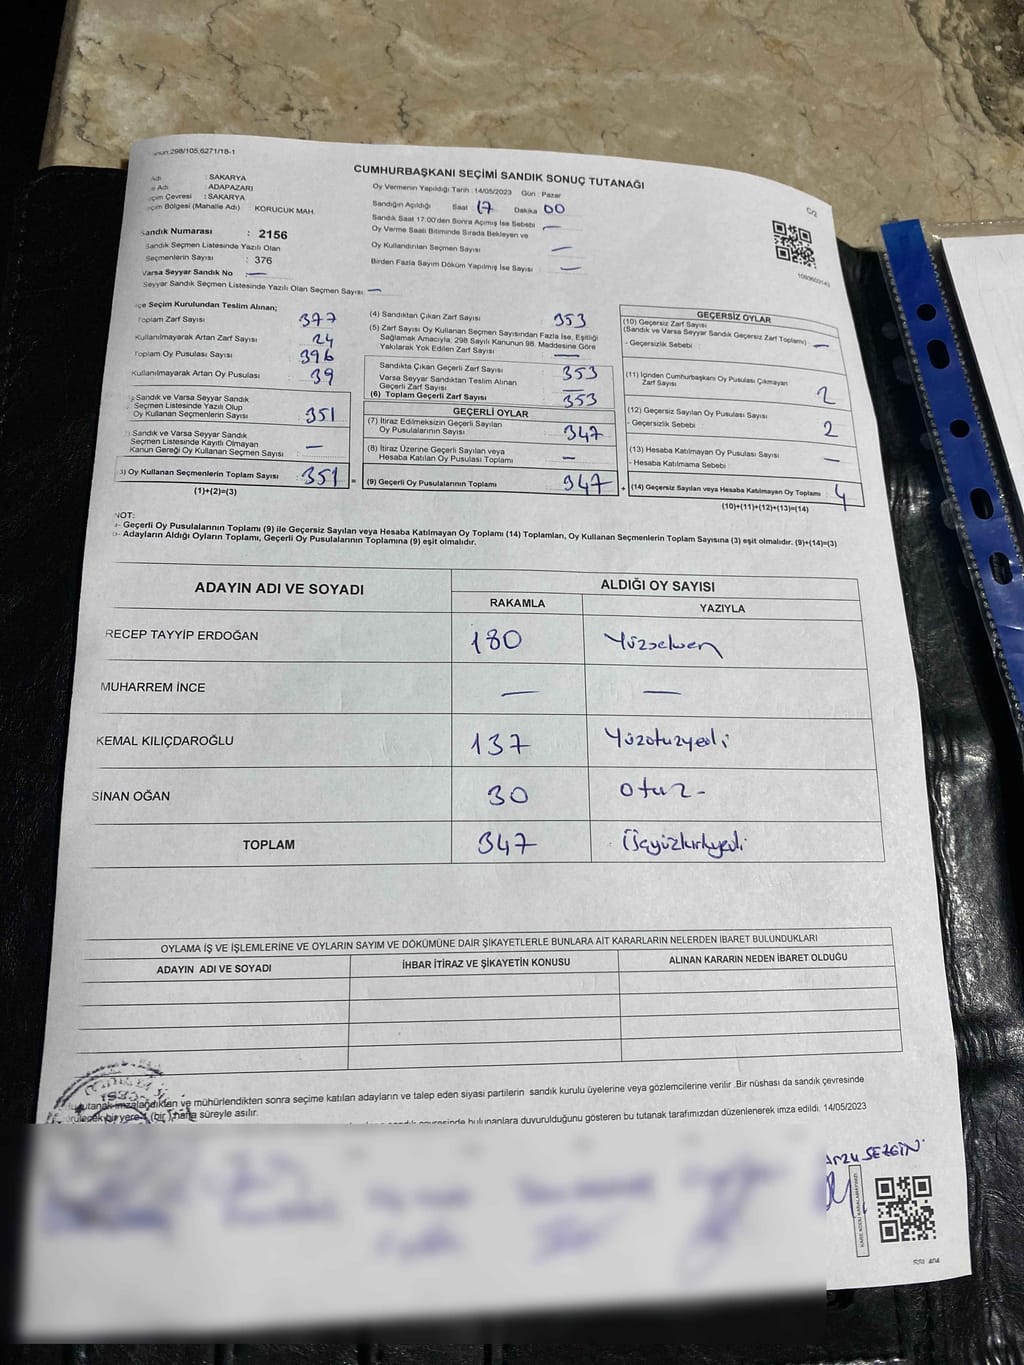 298/105,6271/18-1
CUMHURBAŞKANI SEÇİMİ SANDIK SONUÇ TUTANAĞI
C/2
Adı : SAKARYA
Adı : ADAPAZARI
Çevresi : SAKARYA
Bölgesi (Mahalle Adı) : KORUCUK MAH
Oy Vermenin Yapıldığı Tarih : 14/05/2023 Gün : Pazar
Sandığın Açıldığı Saat 17 Dakika 00
Sandık Saat 17:00'den Sonra Açımış İse Sebebi —
Oy Verme Saati Bitiminde Sırada Bekleyen ve
Oy Kullandırılan Seçmen Sayısı —
Birden Fazla Sayım Döküm Yapılmış İse Sayısı —
Sandık Numarası : 2156
Sandık Seçmen Listesinde Yazılı Olan
Seçmenlerin Sayısı : 376
Varsa Seyyar Sandık No : —
Seyyar Sandık Seçmen Listesinde Yazılı Olan Seçmen Sayısı : —
Seçim Kurulundan Teslim Alınan;
Toplam Zarf Sayısı 377
Kullanılmayarak Artan Zarf Sayısı 24
Toplam Oy Pusulası Sayısı 396
Kullanılmayarak Artan Oy Pusulası 39
Sandık ve Varsa Seyyar Sandık
Seçmen Listesinde Yazılı Olup
Oy Kullanan Seçmenlerin Sayısı 351
Sandık ve Varsa Seyyar Sandık
Seçmen Listesinde Kayıtlı Olmayan
Kanun Gereği Oy Kullanan Seçmen Sayısı —
3) Oy Kullanan Seçmenlerin Toplam Sayısı 351 =
(1)+(2)=(3)
(4) Sandıktan Çıkan Zarf Sayısı 353
(5) Zarf Sayısı Oy Kullanan Seçmen Sayısından Fazla İse, Eşitliği
Sağlamak Amacıyla; 298 Sayılı Kanunun 98. Maddesine Göre
Yakılarak Yok Edilen Zarf Sayısı —
Sandıkta Çıkan Geçerli Zarf Sayısı 353
Varsa Seyyar Sandıktan Teslim Alınan
Geçerli Zarf Sayısı —
(6) Toplam Geçerli Zarf Sayısı 353
GEÇERLİ OYLAR
(7) İtiraz Edilmeksizin Geçerli Sayılan
Oy Pusulalarının Sayısı 347
(8) İtiraz Üzerine Geçerli Sayılan veya
Hesaba Katılan Oy Pusulası Toplamı —
(9) Geçerli Oy Pusulalarının Toplamı 347 +
GEÇERSİZ OYLAR
(10) Geçersiz Zarf Sayısı
(Sandık ve Varsa Seyyar Sandık Geçersiz Zarf Toplamı) —
- Geçersizlik Sebebi :
(11) İçinden Cumhurbaşkanı Oy Pusulası Çıkmayan
Zarf Sayısı 2
(12) Geçersiz Sayılan Oy Pusulası Sayısı
- Geçersizlik Sebebi : 2
(13) Hesaba Katılmayan Oy Pusulası Sayısı —
- Hesaba Katılmama Sebebi :
(14) Geçersiz Sayılan veya Hesaba Katılmayan Oy Toplamı 4
(10)+(11)+(12)+(13)=(14)
NOT:
- Geçerli Oy Pusulalarının Toplamı (9) ile Geçersiz Sayılan veya Hesaba Katılmayan Oy Toplamı (14) Toplamları, Oy Kullanan Seçmenlerin Toplam Sayısına (3) eşit olmalıdır. (9)+(14)=(3)
- Adayların Aldığı Oyların Toplamı, Geçerli Oy Pusulalarının Toplamına (9) eşit olmalıdır.
ADAYIN ADI VE SOYADI ALDIĞI OY SAYISI
RAKAMLA YAZIYLA
RECEP TAYYİP ERDOĞAN 180 Yüzseksen
MUHARREM İNCE — —
KEMAL KILIÇDAROĞLU 137 Yüzotuzyedi
SİNAN OĞAN 30 otuz-
TOPLAM 347 Üçyüzkırkyedi
OYLAMA İŞ VE İŞLEMLERİNE VE OYLARIN SAYIM VE DÖKÜMÜNE DAİR ŞİKAYETLERLE BUNLARA AİT KARARLARIN NELERDEN İBARET BULUNDUKLARI
ADAYIN ADI VE SOYADI İHBAR İTİRAZ VE ŞİKAYETİN KONUSU ALINAN KARARIN NEDEN İBARET OLDUĞU
tutanak imzalandıktan ve mühürlendikten sonra seçime katılan adayların ve talep eden siyasi partilerin sandık kurulu üyelerine veya gözlemcilerine verilir .Bir nüshası da sandık çevresinde
bir yere 1 (bir) hafta süreyle asılır.
bulunanlara duyurulduğunu gösteren bu tutanak tarafımızdan düzenlenerek imza edildi. 14/05/2023
Arzu SEZGİN